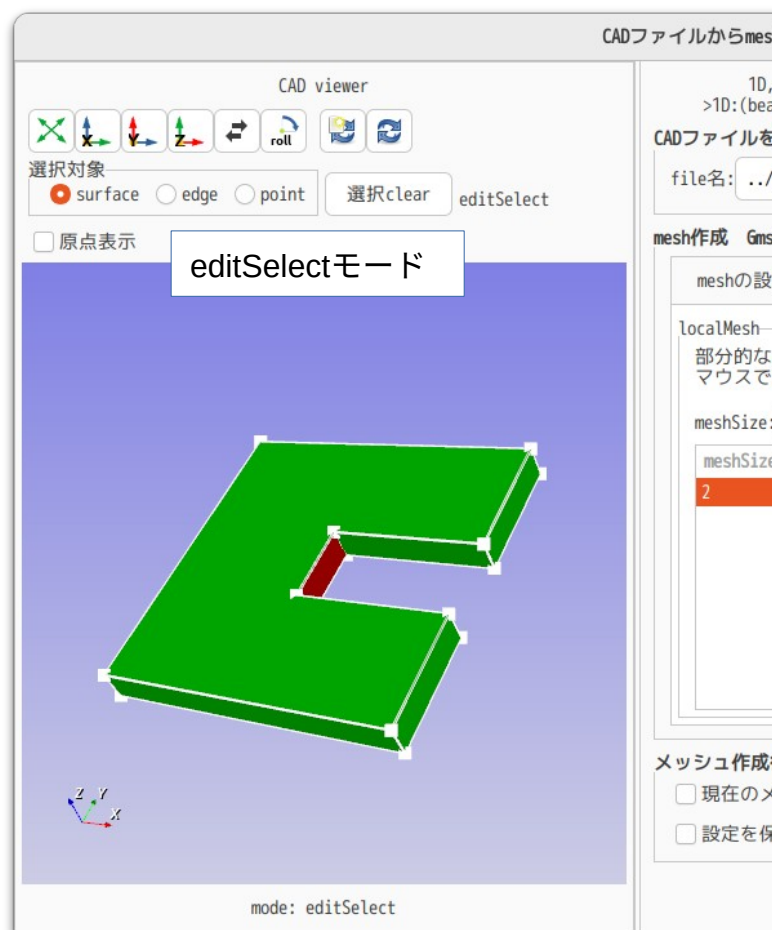 CADファイルからmes
CAD viewer
X
Y
Z
roll
選択対象
surface edge point
選択clear
editSelect
原点表示
editSelectモード
Z Y X
mode: editSelect
1D,
>1D:(bea
CADファイルを
file名: ../
mesh作成 Gms
meshの設
localMesh
部分的な
マウスで
meshSize:
meshSize
2
メッシュ作成
現在のメ
設定を保